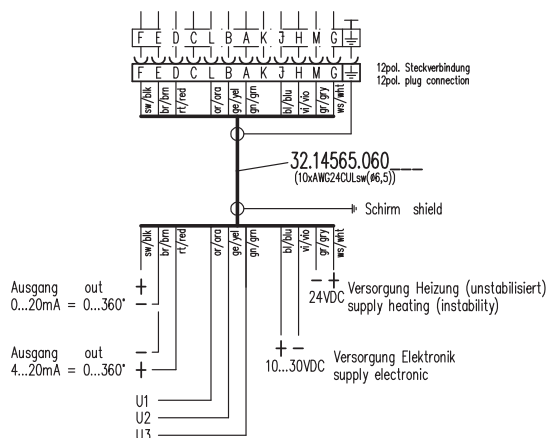 F E D C L B A K J H M G
F E D C L B A K J H M G
12pol. Steckverbindung
12pol. plug connection
sw/blk br/brn rt/red or/ora ge/yel gn/grn bl/blu vi/vio gr/gry ws/wht
32.14565.060___
(10xAWG24CULsw(ø6,5))
Schirm shield
sw/blk br/brn rt/red or/ora ge/yel gn/grn bl/blu vi/vio gr/gry ws/wht
Ausgang out +
0...20mA = 0...360° −
− + 24VDC
Versorgung Heizung (unstabilisiert)
supply heating (instability)
Ausgang out −
4...20mA = 0...360° +
+ − 10...30VDC
Versorgung Elektronik
supply electronic
U1
U2
U3